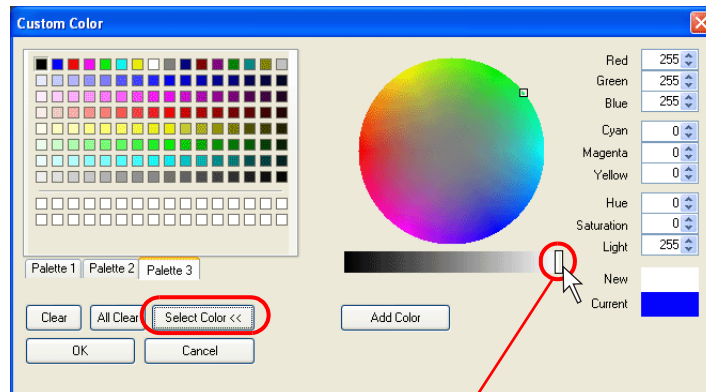 Custom Color
Red 255
Green 255
Blue 255
Cyan 0
Magenta 0
Yellow 0
Hue 0
Saturation 0
Light 255
New
Current
Palette 1 Palette 2 Palette 3
Clear All Clear Select Color << Add Color
OK Cancel